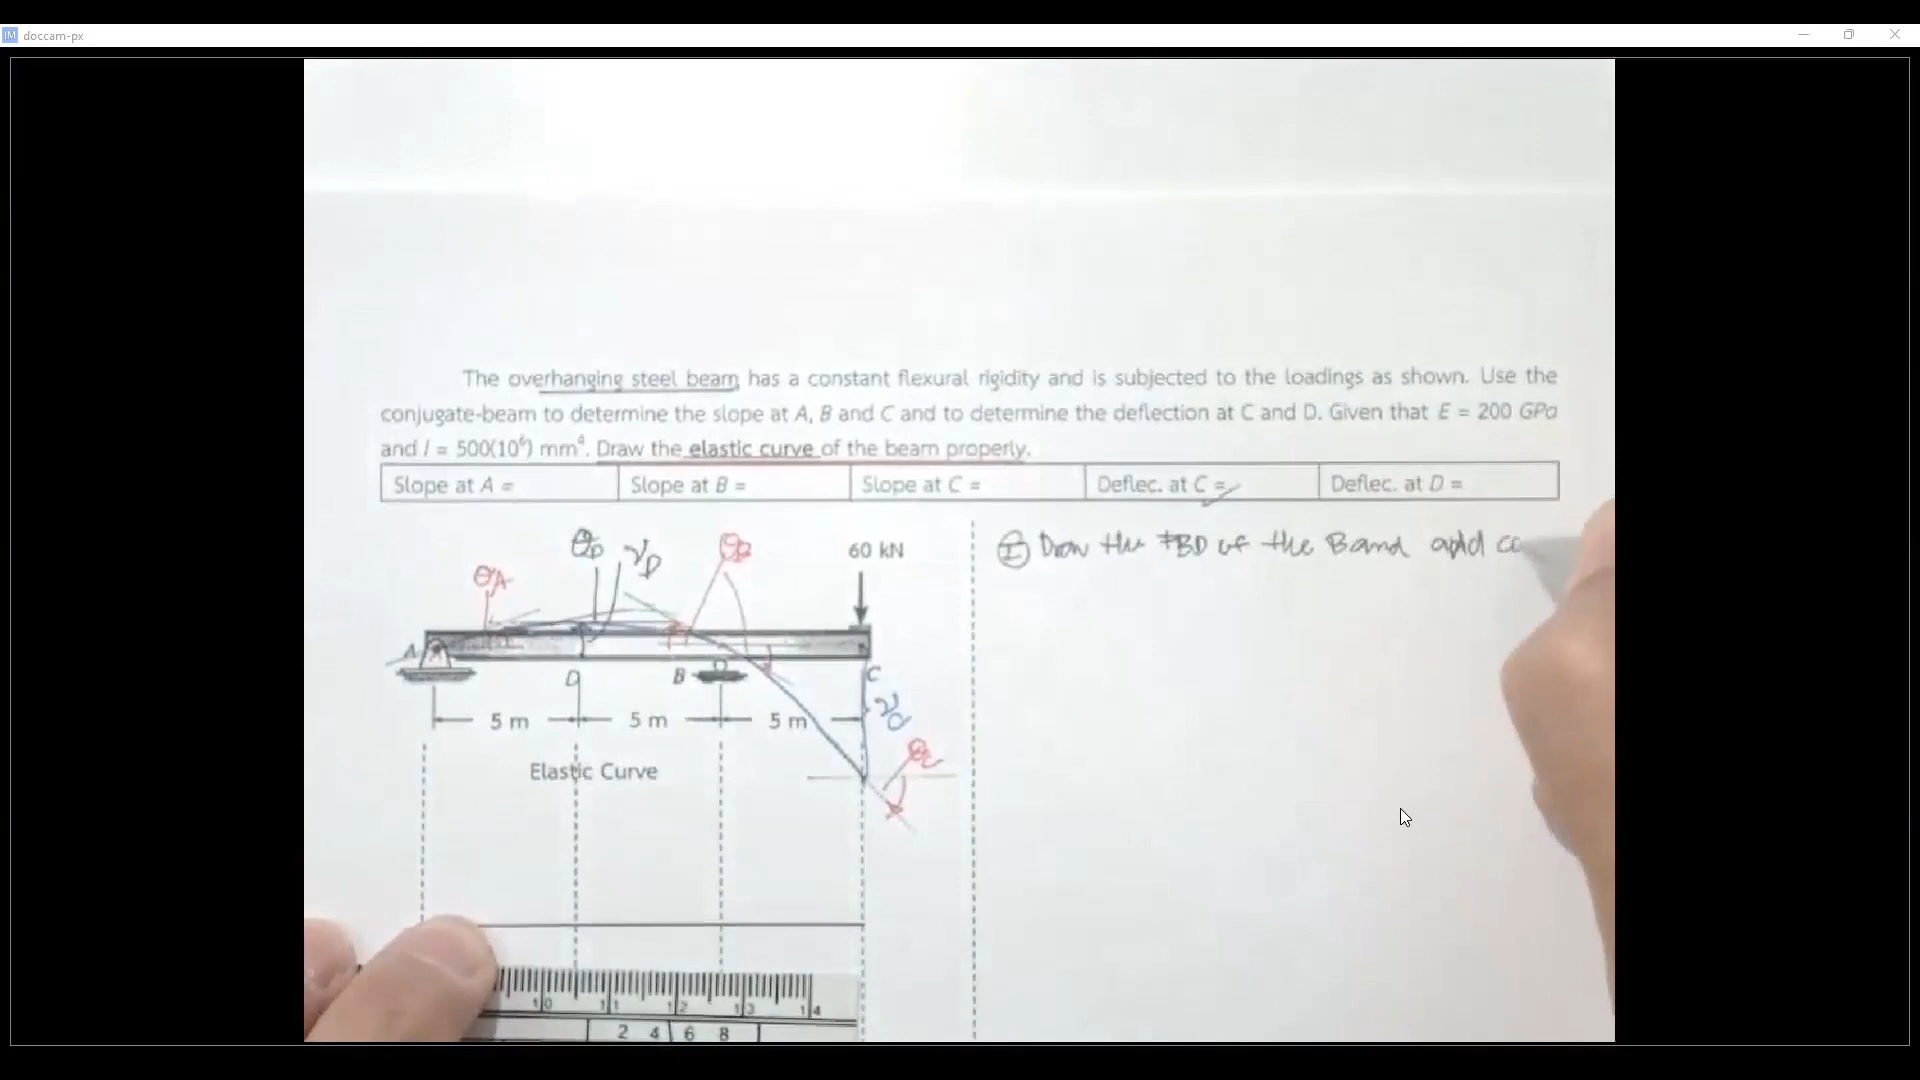 doccam-px
The overhanging steel beam has a constant flexural rigidity and is subjected to the loadings as shown. Use the
conjugate-beam to determine the slope at A, B and C and to determine the deflection at C and D. Given that E = 200 GPa
and I = 500(10⁶) mm⁴. Draw the elastic curve of the beam properly.
Slope at A = Slope at B = Slope at C = Deflec. at C = Deflec. at D =
θA
θD
νD
θB
60 kN
A
D
B
C
5 m 5 m 5 m
νC
θC
Elastic Curve
① Draw the FBD of the Beam and
10 11 12 13 14
2 4 6 8